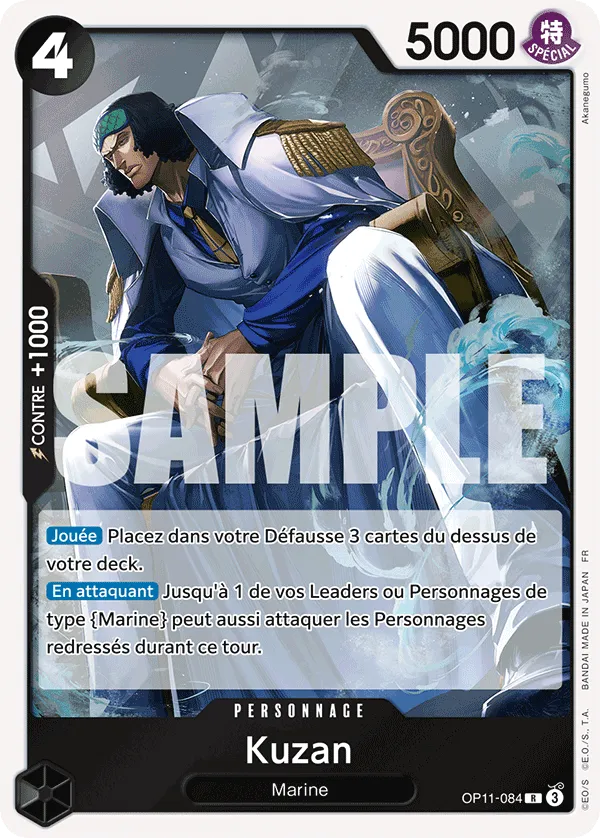 4
5000
特
SPÉCIAL
Akanegumo
CONTRE +1000
SAMPLE
Jouée Placez dans votre Défausse 3 cartes du dessus de
votre deck.
En attaquant Jusqu'à 1 de vos Leaders ou Personnages de
type {Marine} peut aussi attaquer les Personnages
redressés durant ce tour.
PERSONNAGE
Kuzan
Marine
OP11-084 R 3
©EO/S ©E.O./S., T.A. BANDAI MADE IN JAPAN FR